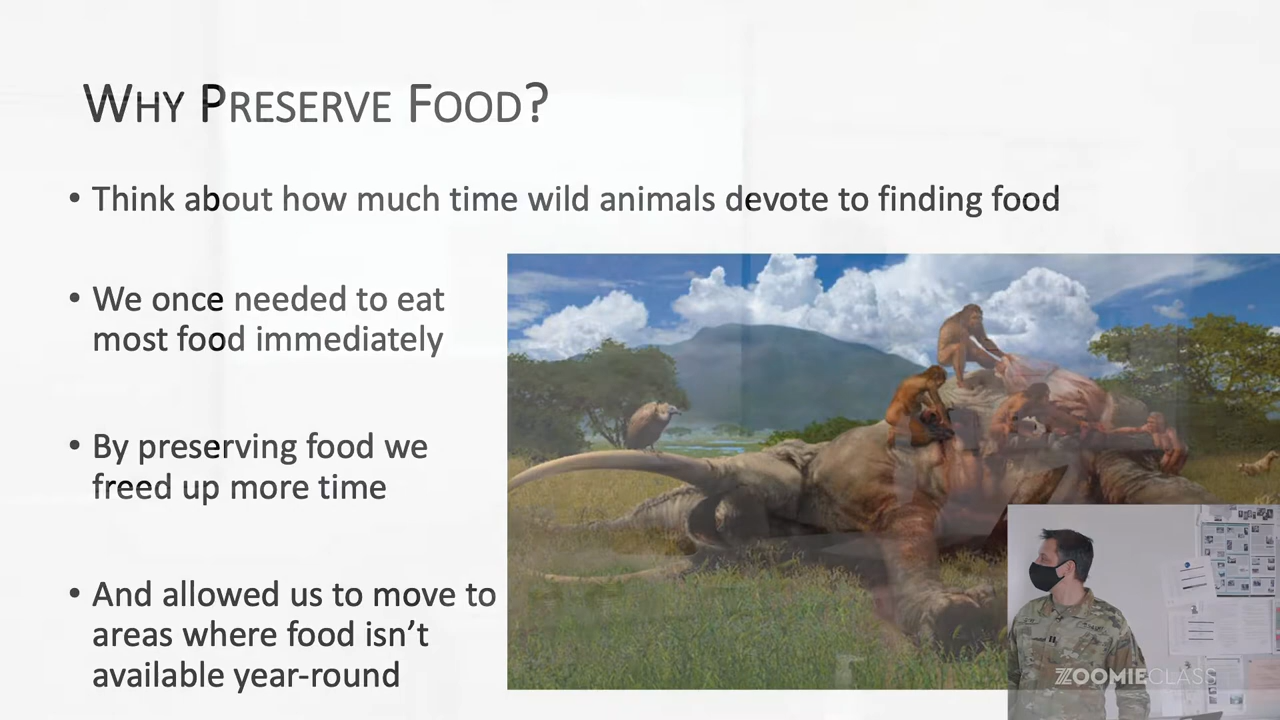 WHY PRESERVE FOOD?
• Think about how much time wild animals devote to finding food
• We once needed to eat
most food immediately
• By preserving food we
freed up more time
• And allowed us to move to
areas where food isn’t
available year-round
ZOOMIECLASS